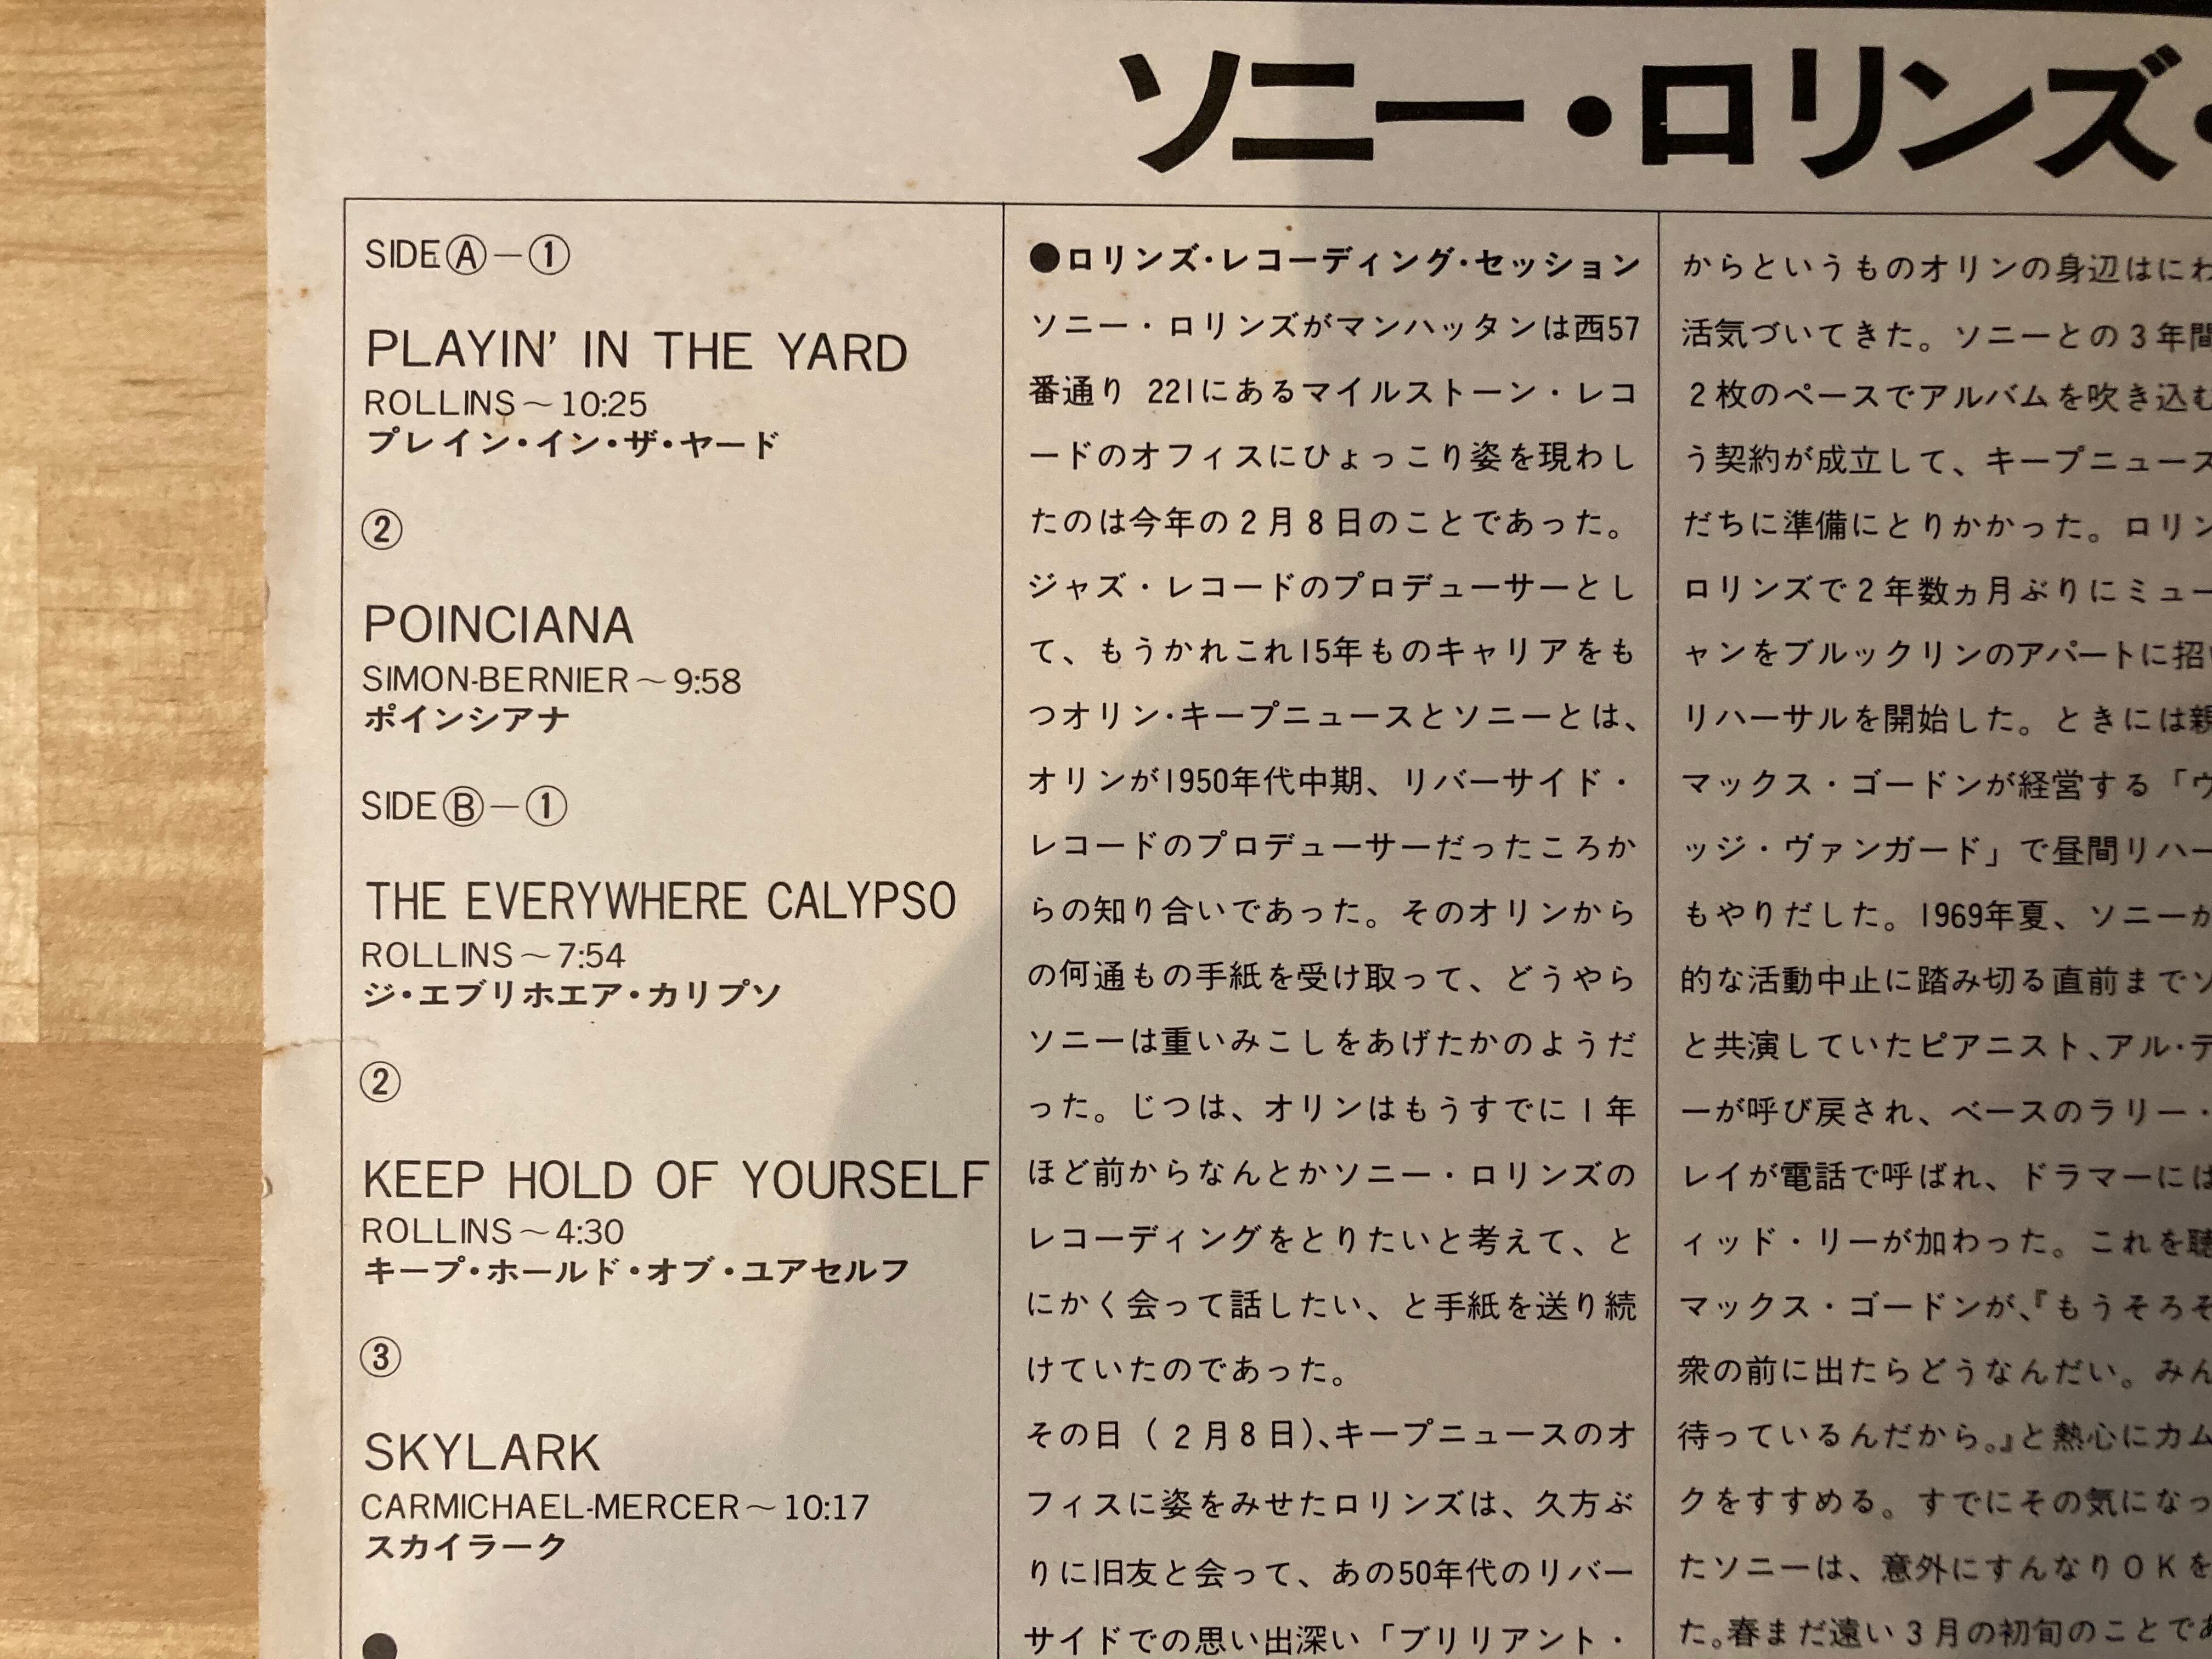 ソニー・ロリンズ・
SIDE Ⓐ－①
PLAYIN' IN THE YARD
ROLLINS～10:25
プレイン・イン・ザ・ヤード
②
POINCIANA
SIMON-BERNIER～9:58
ポインシアナ
SIDE Ⓑ－①
THE EVERYWHERE CALYPSO
ROLLINS～7:54
ジ・エブリホエア・カリプソ
②
KEEP HOLD OF YOURSELF
ROLLINS～4:30
キープ・ホールド・オブ・ユアセルフ
③
SKYLARK
CARMICHAEL-MERCER～10:17
スカイラーク
●
●ロリンズ・レコーディング・セッション
ソニー・ロリンズがマンハッタンは西57
番通り 221にあるマイルストーン・レコ
ードのオフィスにひょっこり姿を現わし
たのは今年の2月8日のことであった。
ジャズ・レコードのプロデューサーとし
て、もうかれこれ15年ものキャリアをも
つオリン・キープニュースとソニーとは、
オリンが1950年代中期、リバーサイド・
レコードのプロデューサーだったころか
らの知り合いであった。そのオリンから
の何通もの手紙を受け取って、どうやら
ソニーは重いみこしをあげたかのようだ
った。じつは、オリンはもうすでに1年
ほど前からなんとかソニー・ロリンズの
レコーディングをとりたいと考えて、と
にかく会って話したい、と手紙を送り続
けていたのであった。
その日（2月8日）、キープニュースのオ
フィスに姿をみせたロリンズは、久方ぶ
りに旧友と会って、あの50年代のリバー
サイドでの思い出深い「ブリリアント・
からというものオリンの身辺はにわ
活気づいてきた。ソニーとの3年間
2枚のペースでアルバムを吹き込む
う契約が成立して、キープニュース
だちに準備にとりかかった。ロリン
ロリンズで2年数ヵ月ぶりにミュー
ャンをブルックリンのアパートに招い
リハーサルを開始した。ときには親
マックス・ゴードンが経営する「ヴ
ッジ・ヴァンガード」で昼間リハー
もやりだした。1969年夏、ソニーが
的な活動中止に踏み切る直前までソ
と共演していたピアニスト、アル・デ
ーが呼び戻され、ベースのラリー・
レイが電話で呼ばれ、ドラマーには
ィッド・リーが加わった。これを聴
マックス・ゴードンが、『もうそろそ
衆の前に出たらどうなんだい。みん
待っているんだから。』と熱心にカム
クをすすめる。すでにその気になっ
たソニーは、意外にすんなりOKを
た。春まだ遠い3月の初旬のことであ